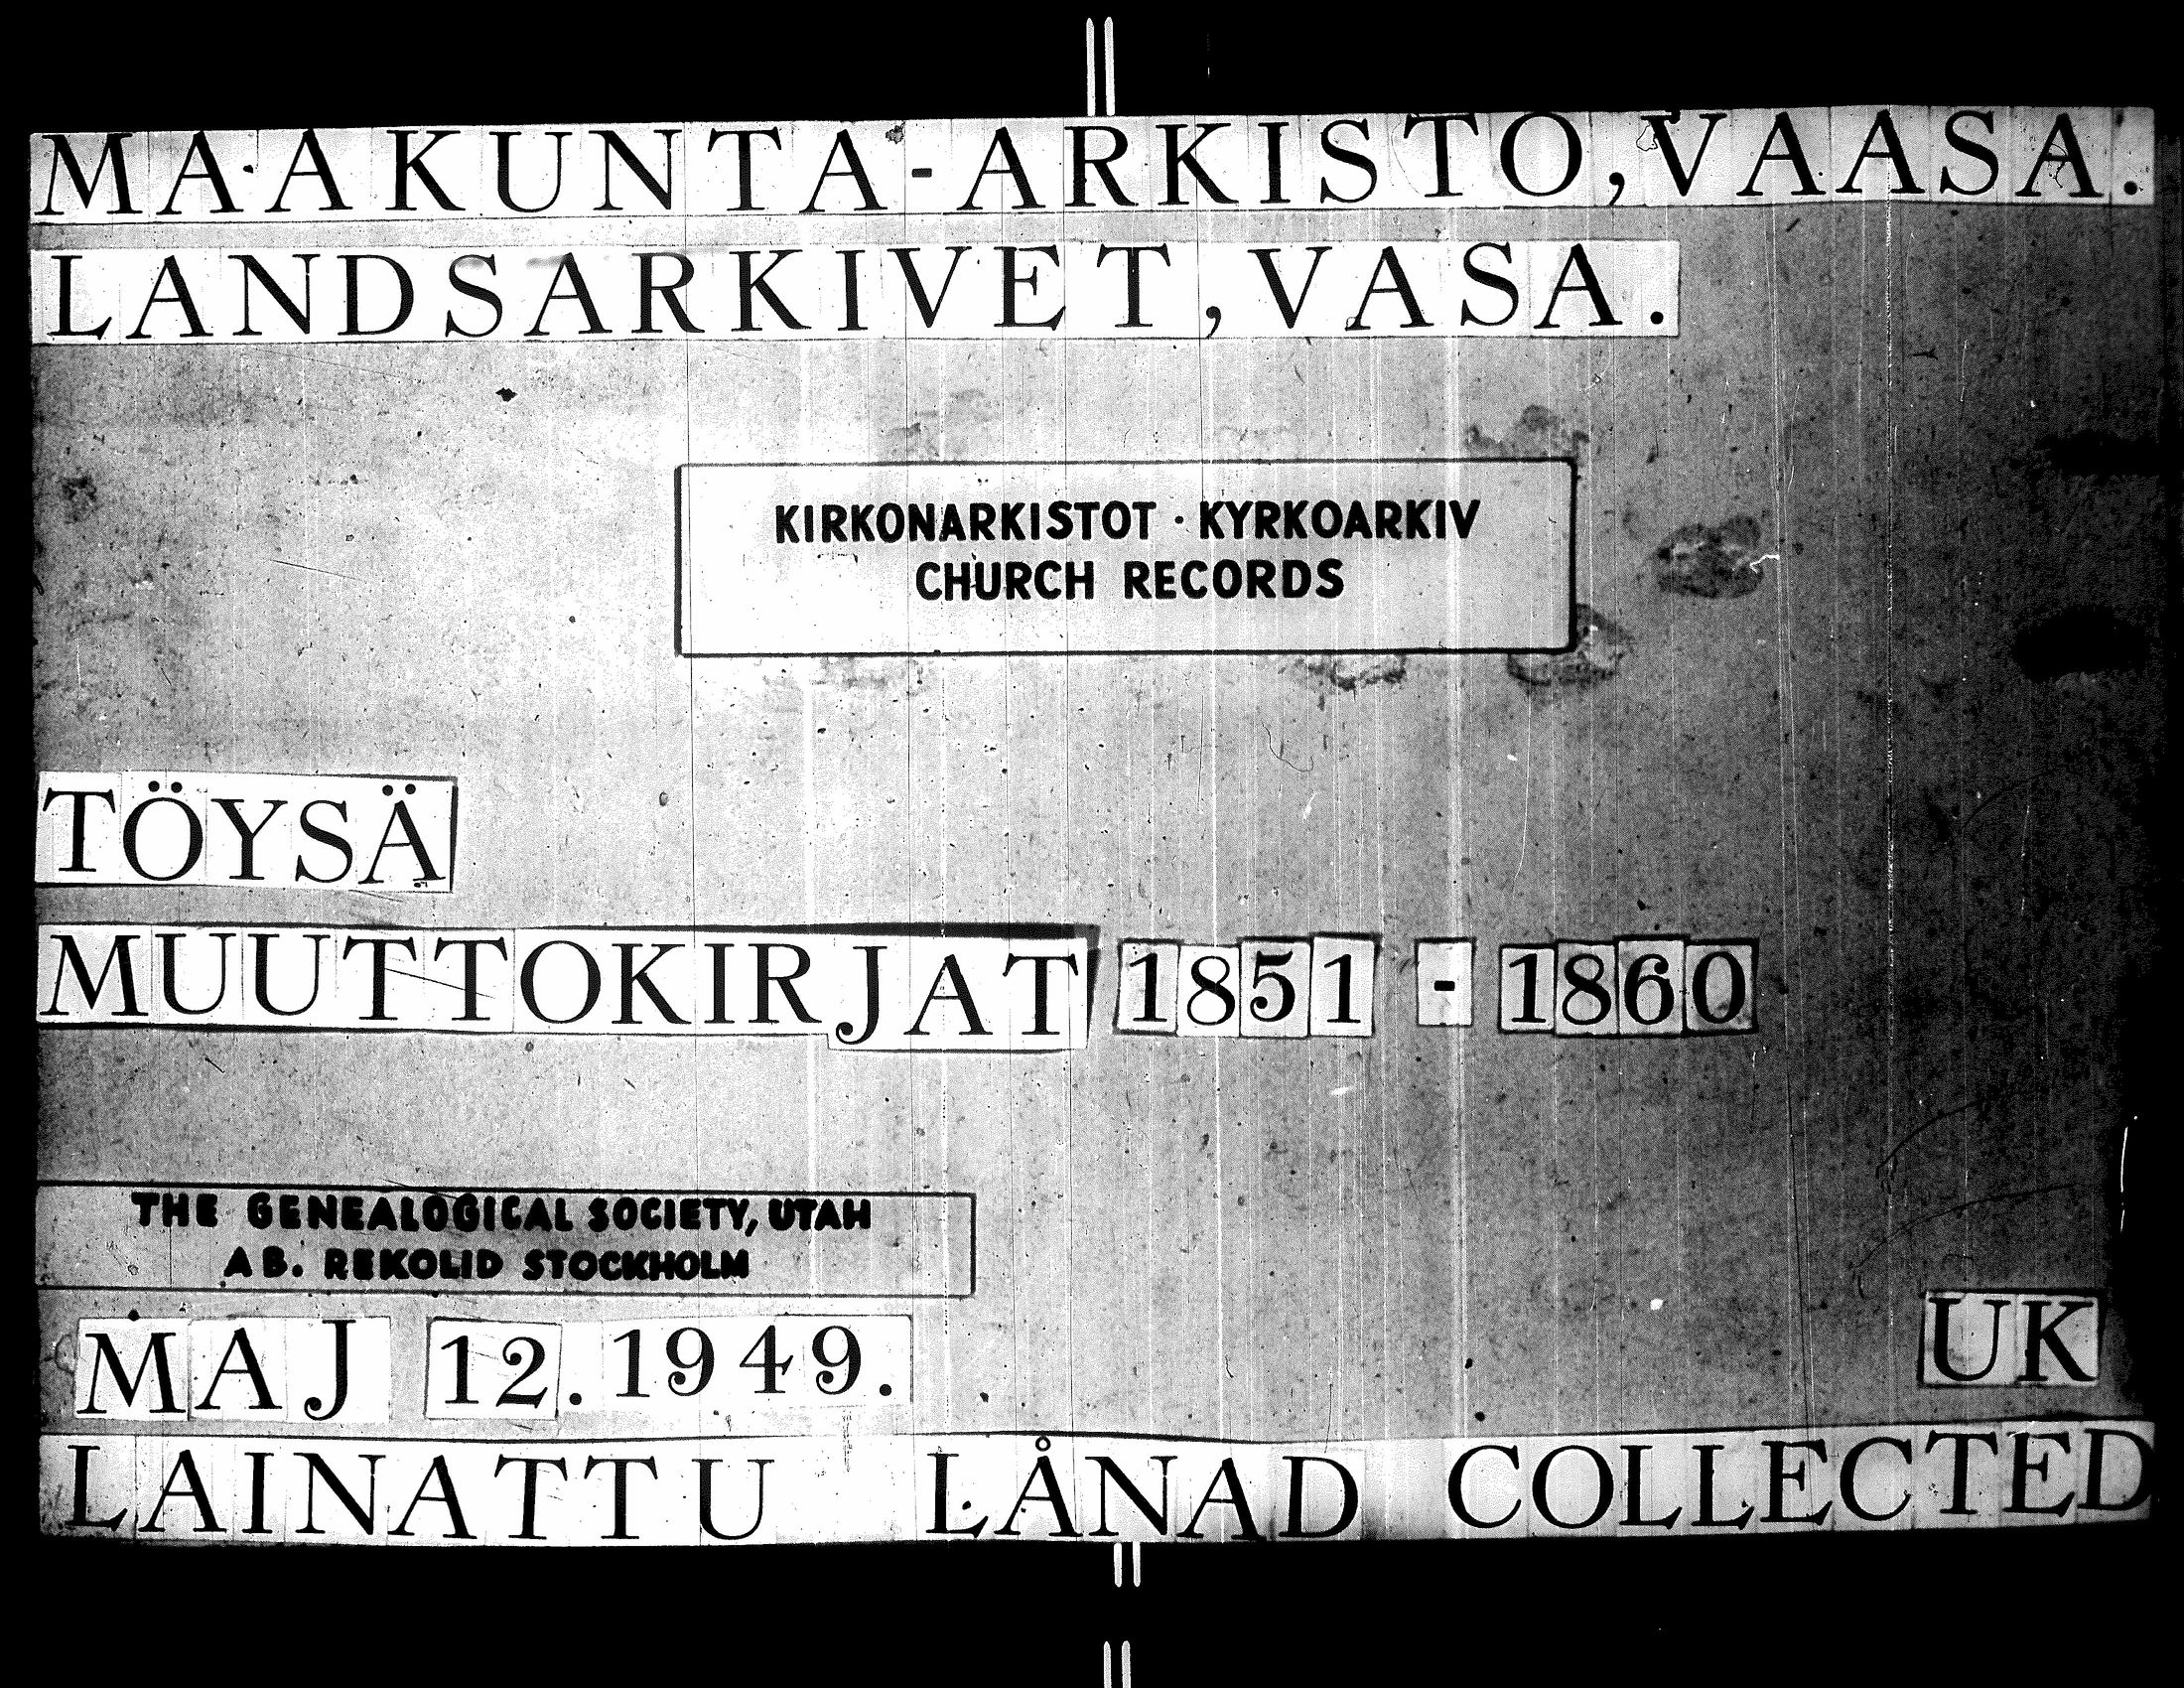 MAAKUNTA-ARKISTO, VAASA.
LANDSARKIVET, VASA.
KIRKONARKISTOT · KYRKOARKIV
CHURCH RECORDS
TÖYSÄ
MUUTTOKIRJAT 1851 - 1860
THE GENEALOGICAL SOCIETY, UTAH
AB. REKOLID STOCKHOLM
MAJ 12. 1949.
UK
LAINATTU LÅNAD COLLECTED